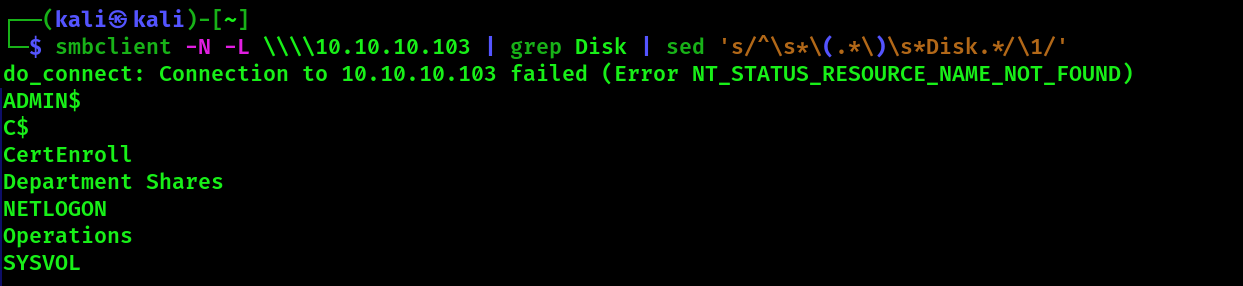 ┌──(kali㉿kali)-[~]
└─$ smbclient -N -L \\\\10.10.10.103 | grep Disk | sed 's/^\s*\(.*\)\s*Disk.*/\1/'
do_connect: Connection to 10.10.10.103 failed (Error NT_STATUS_RESOURCE_NAME_NOT_FOUND)
ADMIN$
C$
CertEnroll
Department Shares
NETLOGON
Operations
SYSVOL